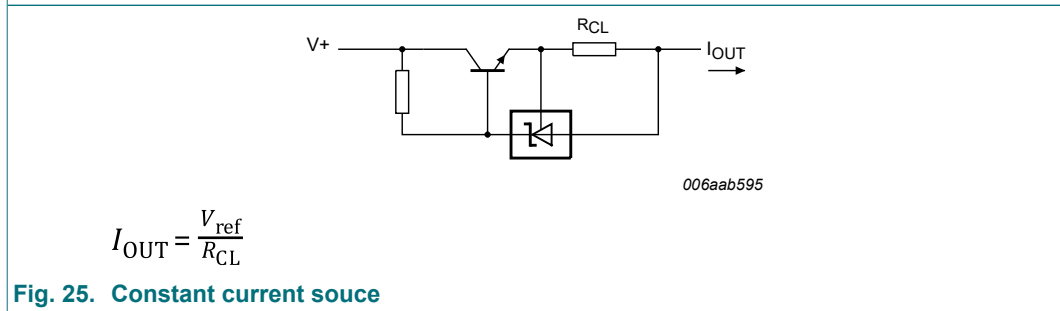 V+
RCL
IOUT
006aab595
IOUT = Vref / RCL
Fig. 25. Constant current souce